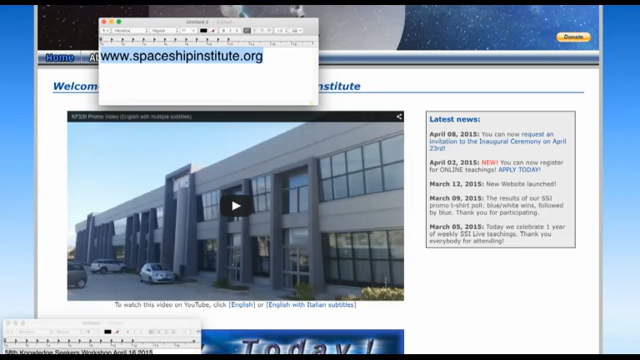 Untitled 2
Donate
Home
www.spaceshipinstitute.org
Welcom
stitute
KFSSI Promo Video (English with multiple subtitles)
Latest news:
April 08, 2015: You can now request an
invitation to the Inaugural Ceremony on April
23rd!
April 02, 2015: NEW! You can now register
for ONLINE teachings! APPLY TODAY!
March 12, 2015: New Website launched!
March 09, 2015: The results of our SSI
promo t-shirt poll: blue/white wins, followed
by blue. Thank you for participating.
March 05, 2015: Today we celebrate 1 year
of weekly SSI Live teachings. Thank you
everybody for attending!
To watch this video on YouTube, click [English] or [English with Italian subtitles]
Today!
58th Knowledge Seekers Workshop April 16 2015